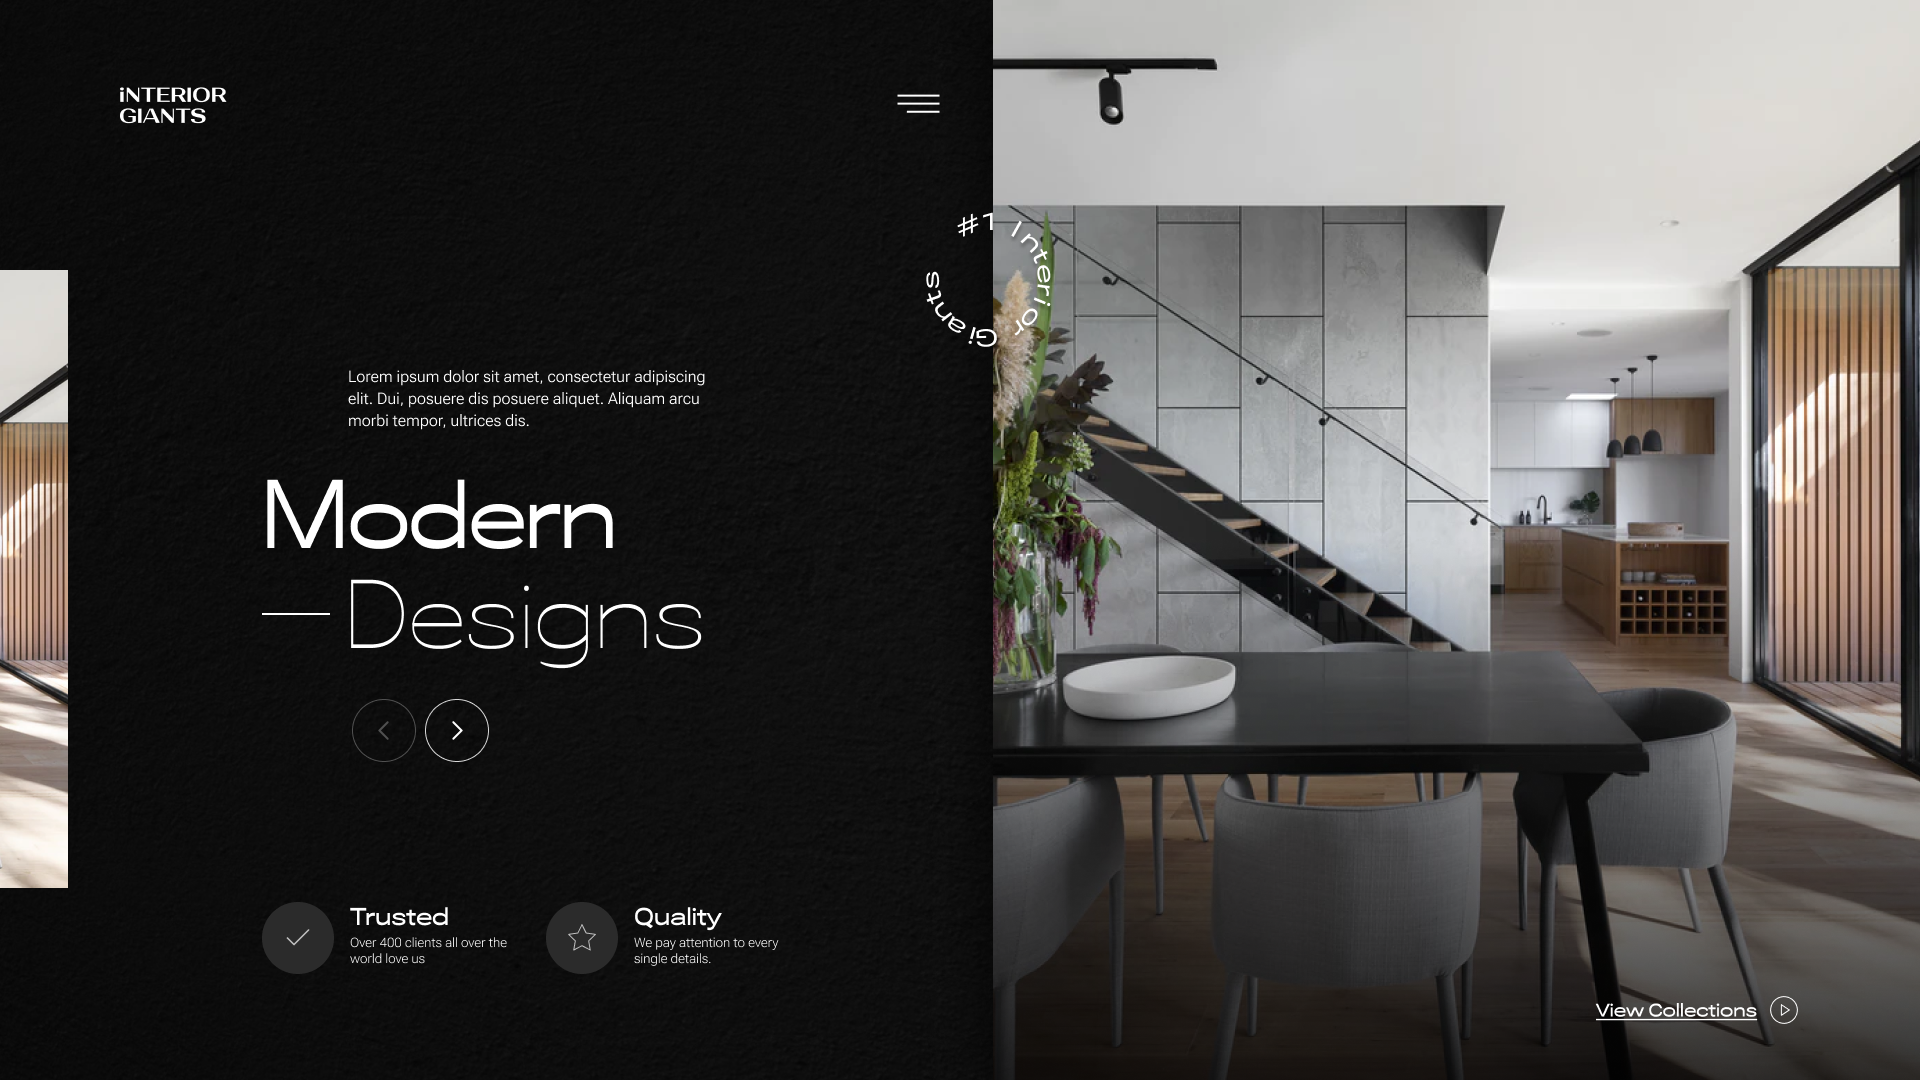 iNTERIOR
GIANTS
#1 Interior Giants
Lorem ipsum dolor sit amet, consectetur adipiscing
elit. Dui, posuere dis posuere aliquet. Aliquam arcu
morbi tempor, ultrices dis.
Modern
Designs
Trusted
Over 400 clients all over the
world love us
Quality
We pay attention to every
single details.
View Collections